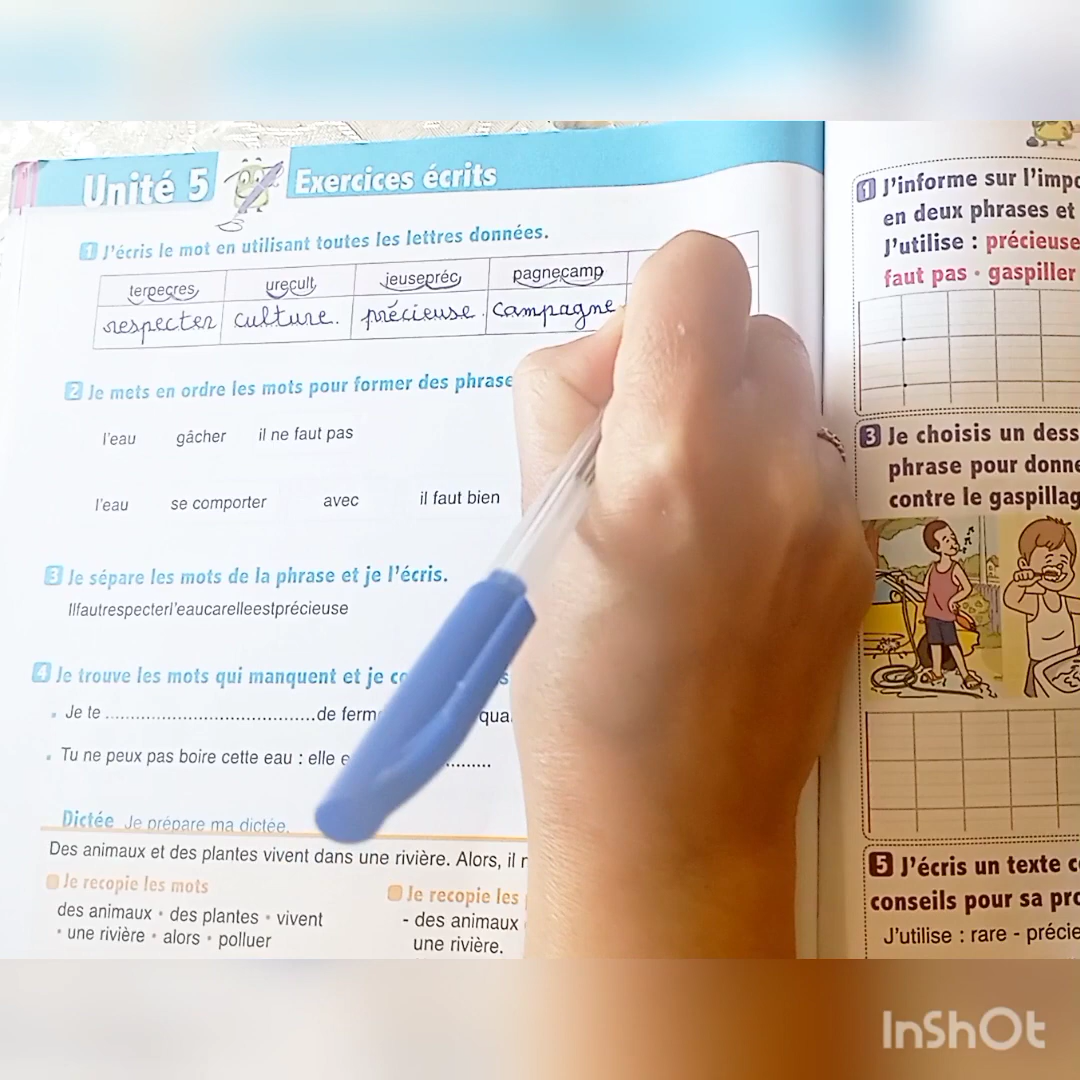 Unité 5 Exercices écrits
1 J'écris le mot en utilisant toutes les lettres données.
terpecres urecult jeusepréc pagnecamp
respecter culture. précieuse. campagne
2 Je mets en ordre les mots pour former des phrase
l'eau gâcher il ne faut pas
l'eau se comporter avec il faut bien
3 Je sépare les mots de la phrase et je l'écris.
Ilfautrespecterl'eaucarelleestprécieuse
4 Je trouve les mots qui manquent et je
Je te ........................................de ferm
Tu ne peux pas boire cette eau : elle
Dictée Je prépare ma dictée.
Des animaux et des plantes vivent dans une rivière. Alors, il
Je recopie les mots
des animaux • des plantes • vivent
• une rivière • alors • polluer
Je recopie les
- des animaux
une rivière.
1 J'informe sur l'impo
en deux phrases et
J'utilise : précieuse
faut pas • gaspiller
3 Je choisis un dess
phrase pour donne
contre le gaspillag
5 J'écris un texte
conseils pour sa pro
J'utilise : rare - précie
InShOt